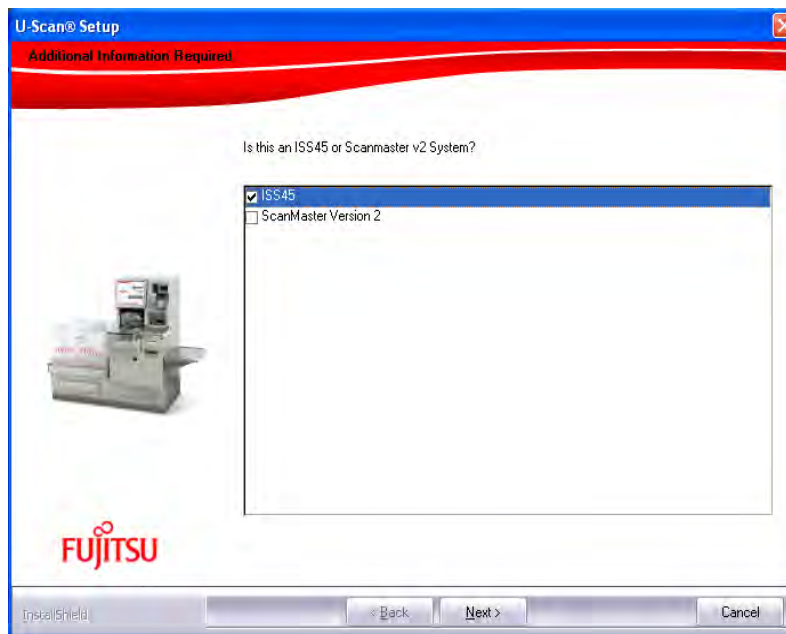 U-Scan® Setup
Additional Information Required
Is this an ISS45 or Scanmaster v2 System?
ISS45
ScanMaster Version 2
FUJITSU
InstallShield
< Back
Next >
Cancel